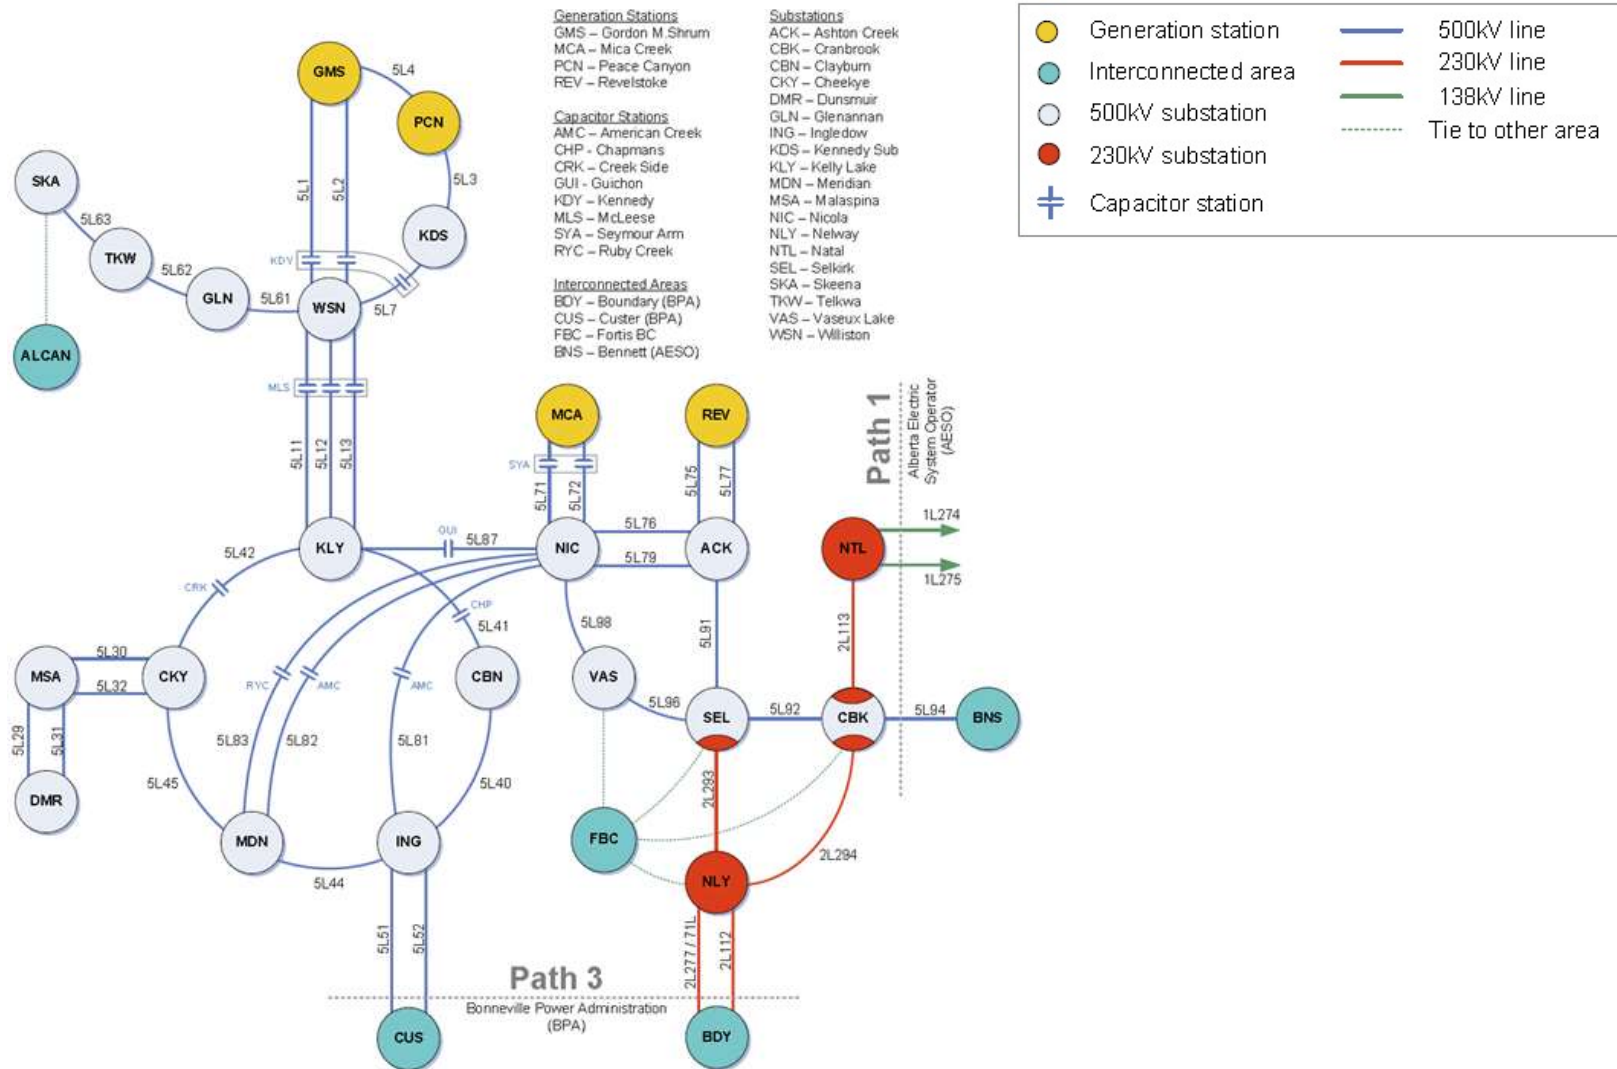 Generation Stations
GMS – Gordon M.Shrum
MCA – Mica Creek
PCN – Peace Canyon
REV – Revelstoke
Capacitor Stations
AMC – American Creek
CHP - Chapmans
CRK – Creek Side
GUI - Guichon
KDY – Kennedy
MLS – McLeese
SYA – Seymour Arm
RYC – Ruby Creek
Interconnected Areas
BDY – Boundary (BPA)
CUS – Custer (BPA)
FBC – Fortis BC
BNS – Bennett (AESO)
Substations
ACK – Ashton Creek
CBK – Cranbrook
CBN – Clayburn
CKY – Cheekye
DMR – Dunsmuir
GLN – Glenannan
ING – Ingledow
KDS – Kennedy Sub
KLY – Kelly Lake
MDN – Meridian
MSA – Malaspina
NIC – Nicola
NLY – Nelway
NTL – Natal
SEL – Selkirk
SKA – Skeena
TKW – Telkwa
VAS – Vaseux Lake
WSN – Williston
Generation station
Interconnected area
500kV substation
230kV substation
Capacitor station
500kV line
230kV line
138kV line
Tie to other area
GMS
5L4
PCN
5L1
5L2
5L3
SKA
5L63
TKW
5L62
GLN
5L61
KDY
KDS
WSN
5L7
ALCAN
MLS
5L11
5L12
5L13
MCA
REV
SYA
5L71
5L72
5L75
5L77
Path 1
Alberta Electric
System Operator
(AESO)
1L274
1L275
KLY
GUI
5L87
NIC
5L76
5L79
ACK
NTL
5L42
CRK
CHP
5L41
5L98
5L91
2L113
MSA
5L30
5L32
CKY
RYC
AMC
AMC
CBN
VAS
5L96
SEL
5L92
CBK
5L94
BNS
5L29
5L31
5L83
5L82
5L81
5L45
5L40
2L293
DMR
MDN
ING
FBC
2L294
5L44
NLY
5L51
5L52
2L277 / 71L
2L112
Path 3
Bonneville Power Administration
(BPA)
CUS
BDY